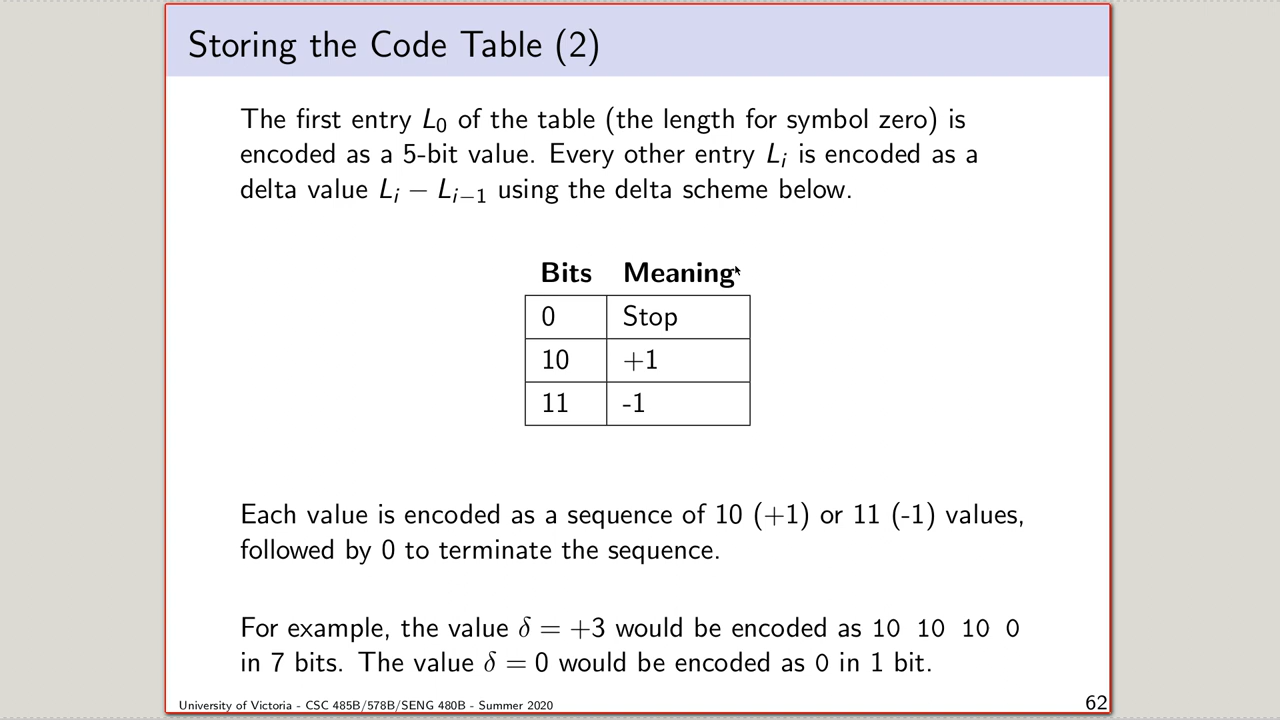 Storing the Code Table (2)
The first entry L₀ of the table (the length for symbol zero) is
encoded as a 5-bit value. Every other entry Lᵢ is encoded as a
delta value Lᵢ − Lᵢ₋₁ using the delta scheme below.
Bits Meaning
0 Stop
10 +1
11 -1
Each value is encoded as a sequence of 10 (+1) or 11 (-1) values,
followed by 0 to terminate the sequence.
For example, the value δ = +3 would be encoded as 10 10 10 0
in 7 bits. The value δ = 0 would be encoded as 0 in 1 bit.
University of Victoria - CSC 485B/578B/SENG 480B - Summer 2020 62